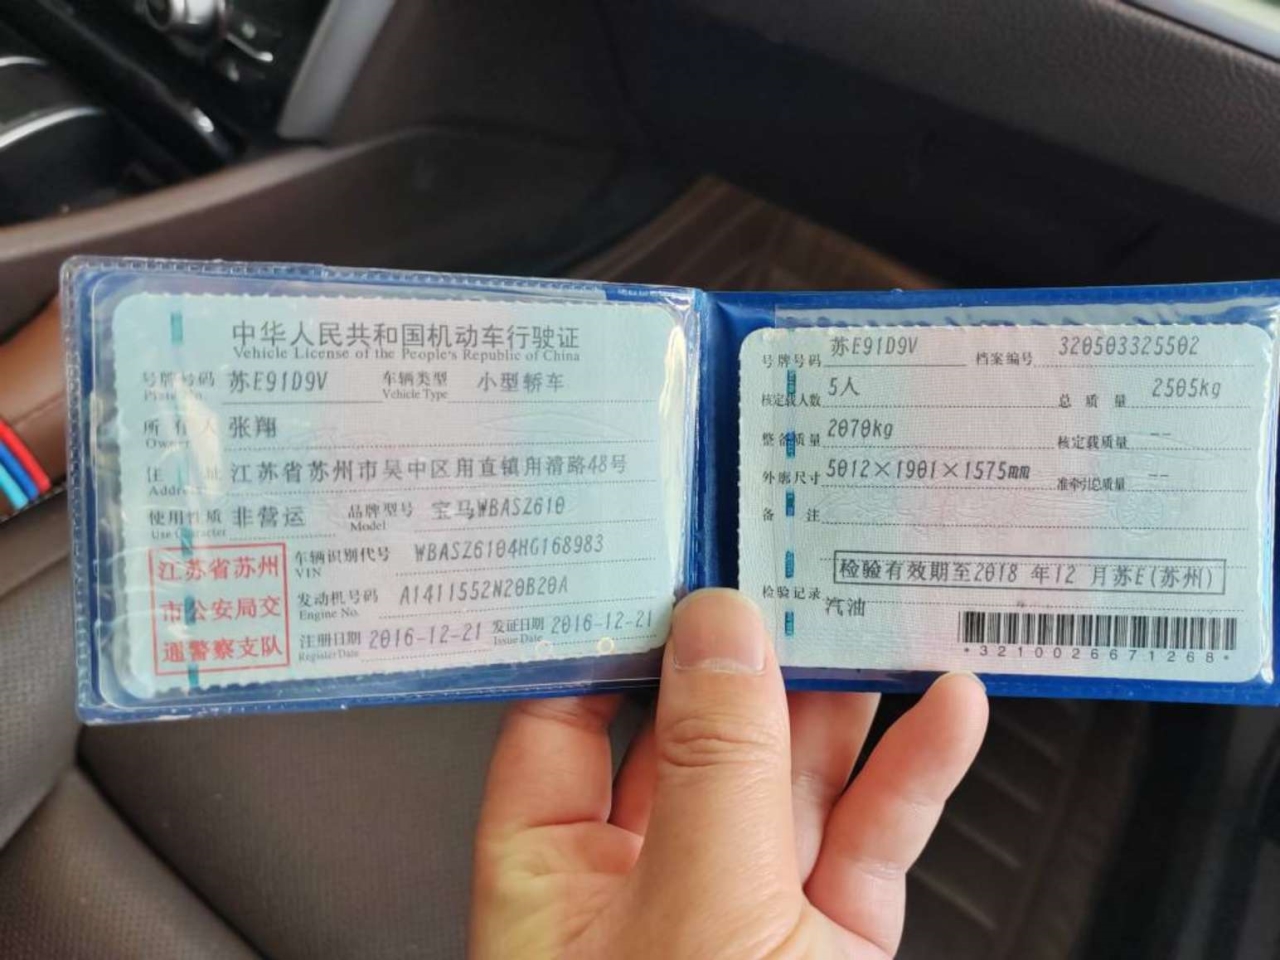 中华人民共和国机动车行驶证
Vehicle License of the People's Republic of China
号牌号码 苏E91D9V 车辆类型 小型轿车
Plate No. Vehicle Type
所有人 张翔
Owner
住址 江苏省苏州市吴中区甪直镇甪清路48号
Address
使用性质 非营运 品牌型号 宝马WBASZ610
Use Character Model
江苏省苏州
市公安局交
通警察支队
车辆识别代号 WBASZ6104HG168983
VIN
发动机号码 A1411552N20B20A
Engine No.
注册日期 2016-12-21 发证日期 2016-12-21
Register Date Issue Date
号牌号码 苏E91D9V 档案编号 320503325502
核定载人数 5人 总质量 2505kg
整备质量 2070kg 核定载质量 --
外廓尺寸 5012×1901×1575mm 准牵引总质量 --
备注
检验有效期至2018 年12 月苏E(苏州)
检验记录
汽油
*3210026671268*